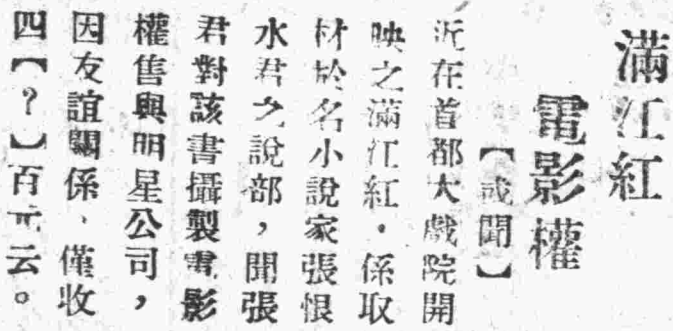 滿江紅
電影權
【或聞】
近在首都大戲院開
映之滿江紅．係取
材於名小說家張恨
水君之說部，聞張
君對該書攝製電影
權售與明星公司，
因友誼關係、僅收
四【？】百元云。